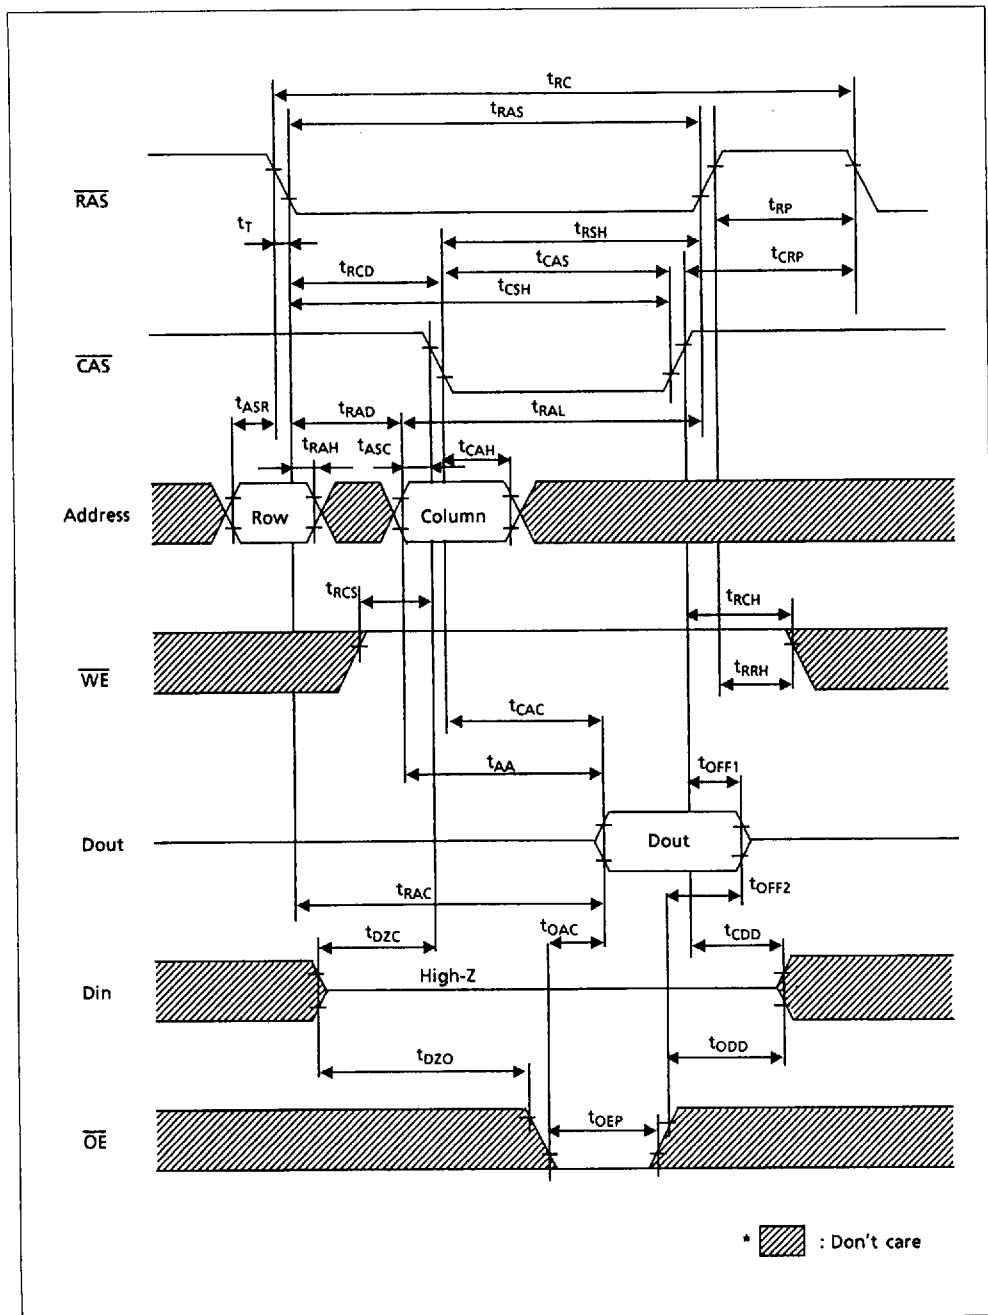 tRC
tRAS
RAS
tRP
tT
tRSH
tRCD
tCAS
tCRP
tCSH
CAS
tASR
tRAD
tRAL
tRAH
tASC
tCAH
Address
Row
Column
tRCS
tRCH
WE
tRRH
tCAC
tAA
tOFF1
Dout
Dout
tRAC
tOFF2
tOAC
tDZC
tCDD
High-Z
Din
tDZO
tODD
tOEP
OE
* : Don't care